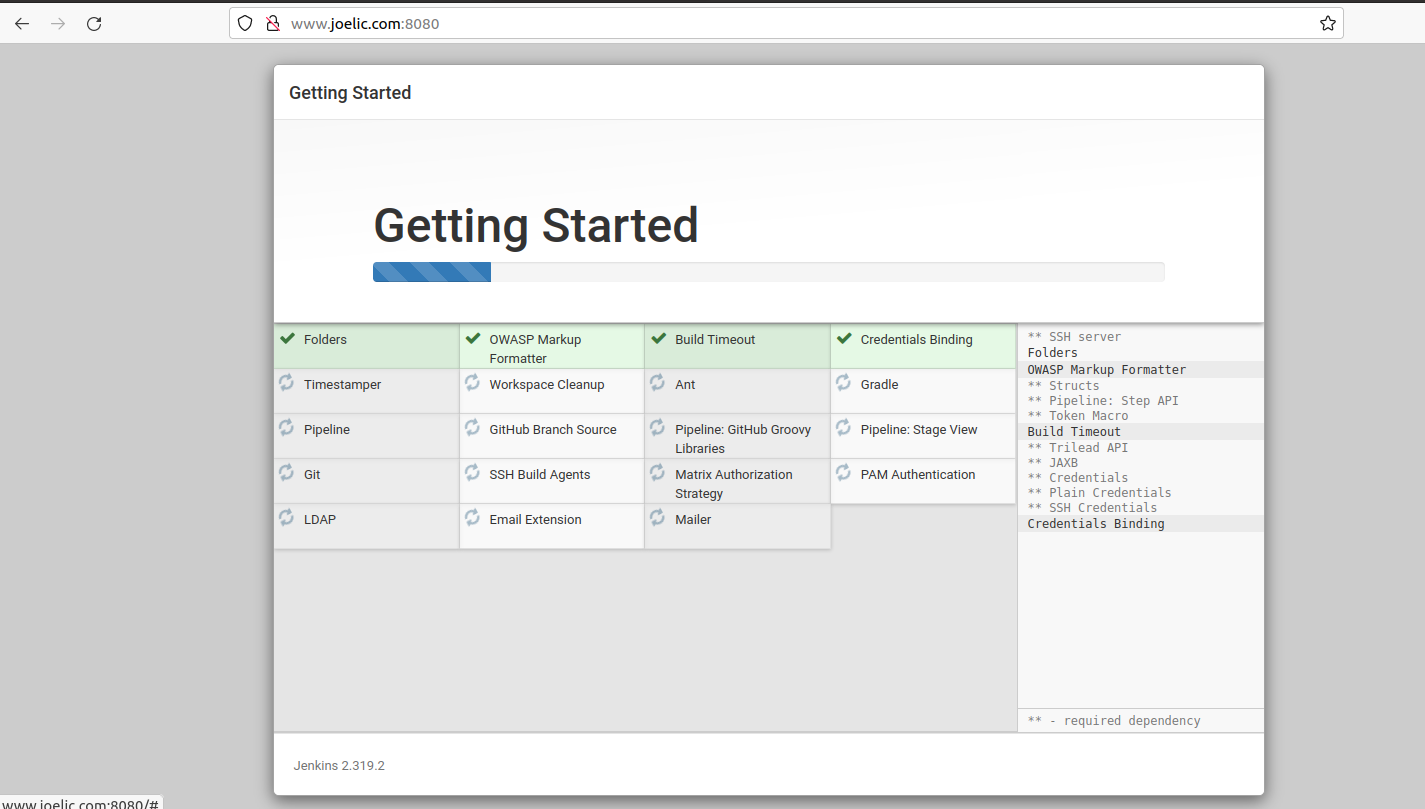 www.joelic.com:8080
Getting Started
Getting Started
Folders
OWASP Markup
Formatter
Build Timeout
Credentials Binding
Timestamper
Workspace Cleanup
Ant
Gradle
Pipeline
GitHub Branch Source
Pipeline: GitHub Groovy
Libraries
Pipeline: Stage View
Git
SSH Build Agents
Matrix Authorization
Strategy
PAM Authentication
LDAP
Email Extension
Mailer
** SSH server
Folders
OWASP Markup Formatter
** Structs
** Pipeline: Step API
** Token Macro
Build Timeout
** Trilead API
** JAXB
** Credentials
** Plain Credentials
** SSH Credentials
Credentials Binding
** - required dependency
Jenkins 2.319.2
www.joelic.com:8080/#